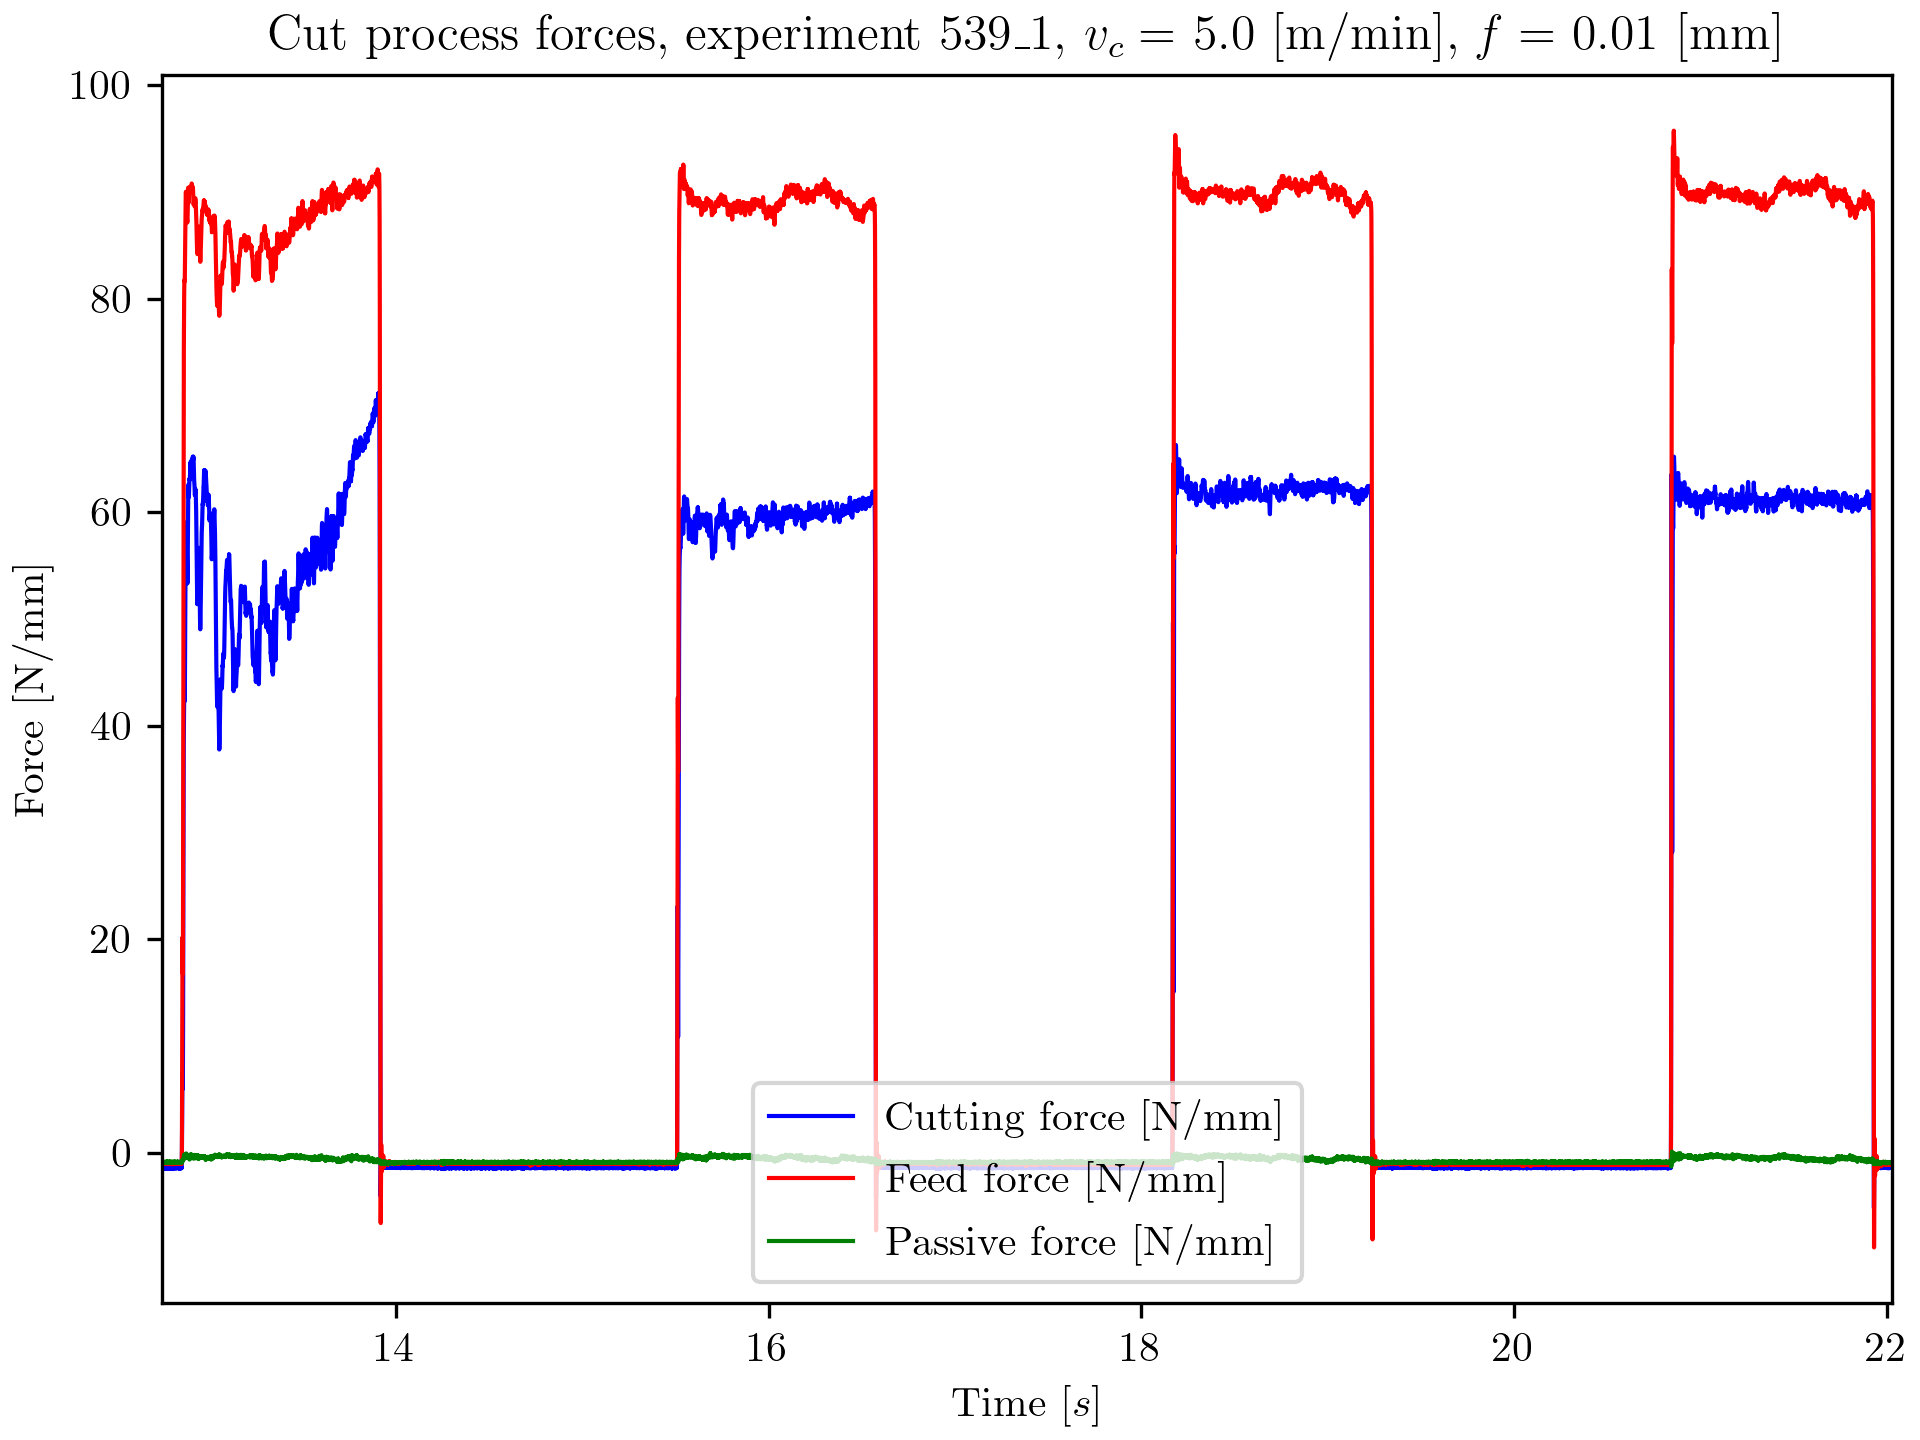 Cut process forces, experiment 539_1, v_c = 5.0 [m/min], f = 0.01 [mm]
100
80
60
40
20
0
Force [N/mm]
Cutting force [N/mm]
Feed force [N/mm]
Passive force [N/mm]
14 16 18 20 22
Time [s]